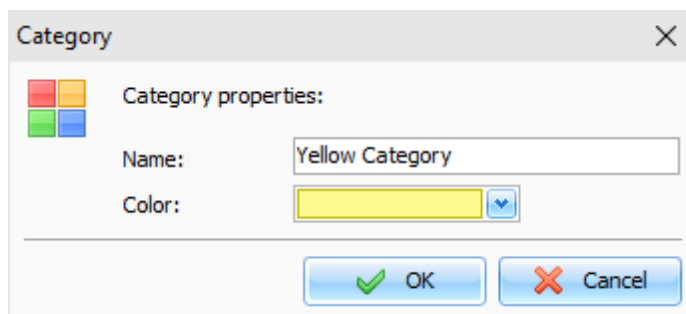 Category
Category properties:
Name: Yellow Category
Color:
OK Cancel